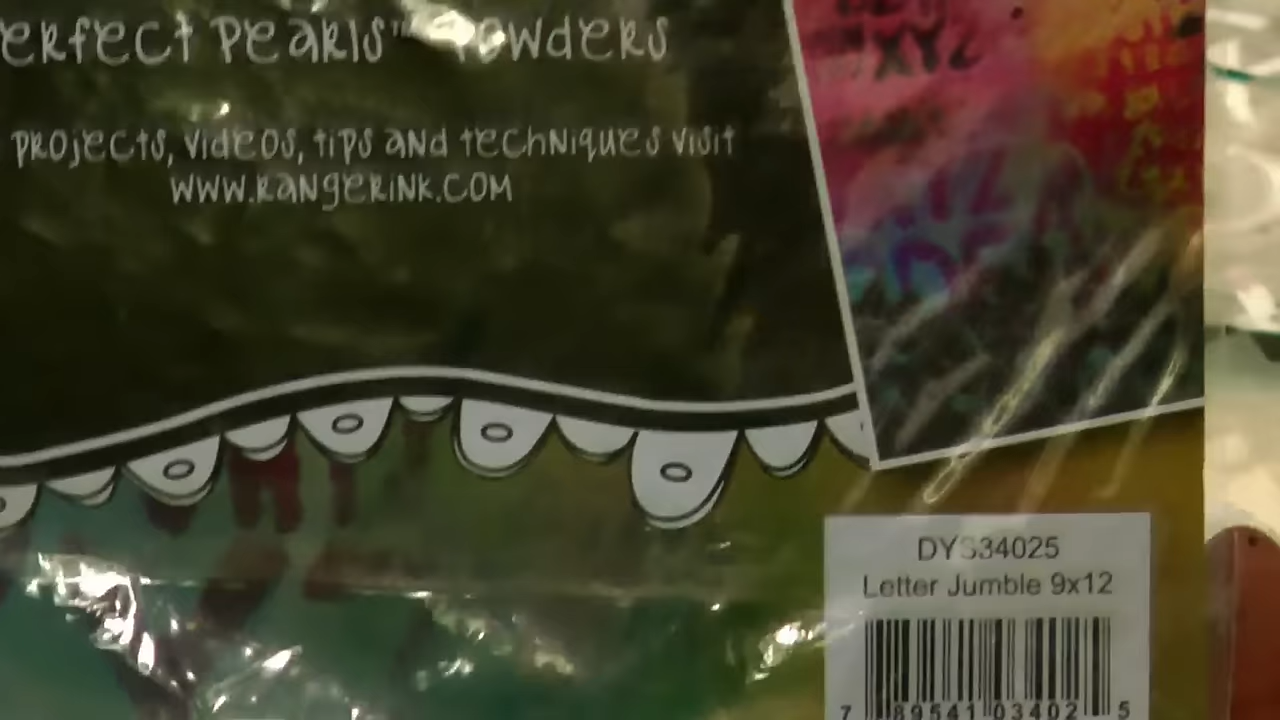 erfect Pearls™ Powders
projects, videos, tips and techniques visit
www.rangerink.com
XYZ
DYS34025
Letter Jumble 9x12
7 89541 03402 5